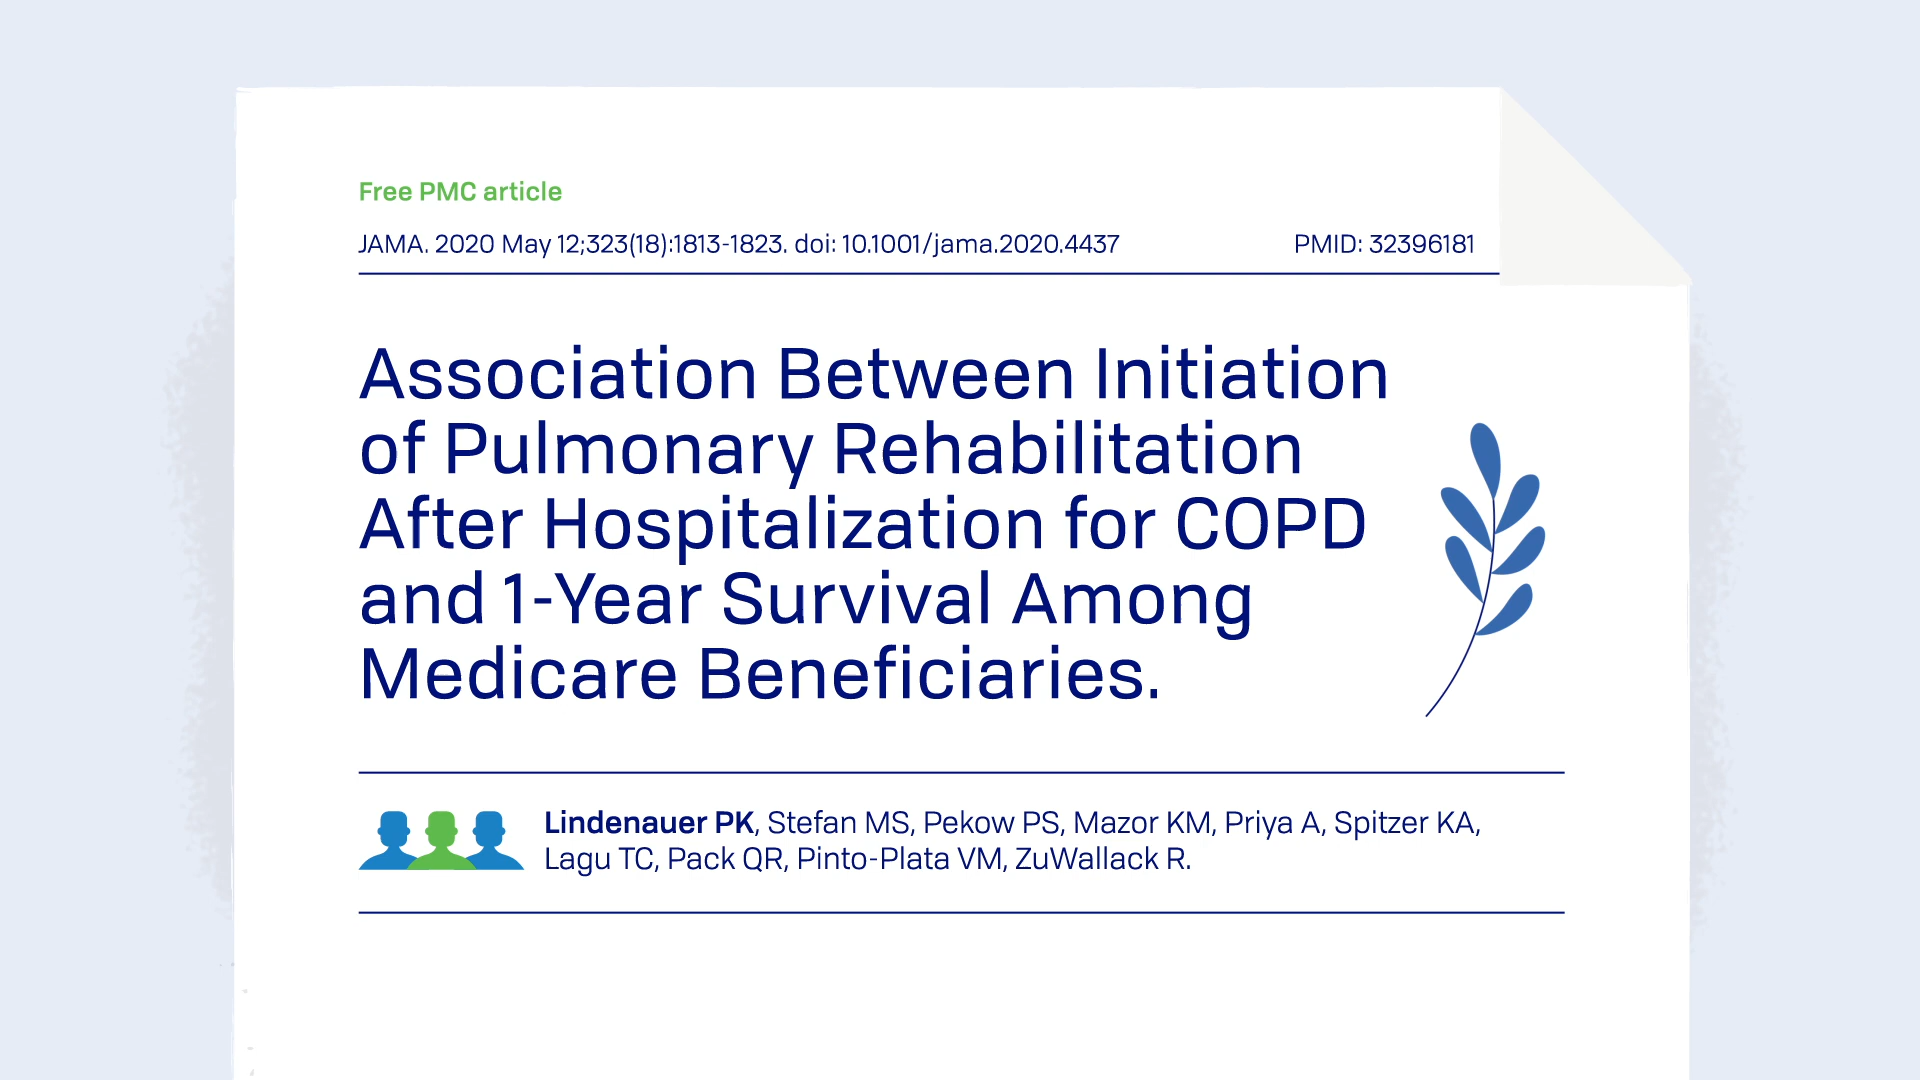 Free PMC article
JAMA. 2020 May 12;323(18):1813-1823. doi: 10.1001/jama.2020.4437 PMID: 32396181
Association Between Initiation
of Pulmonary Rehabilitation
After Hospitalization for COPD
and 1-Year Survival Among
Medicare Beneficiaries.
Lindenauer PK, Stefan MS, Pekow PS, Mazor KM, Priya A, Spitzer KA,
Lagu TC, Pack QR, Pinto-Plata VM, ZuWallack R.